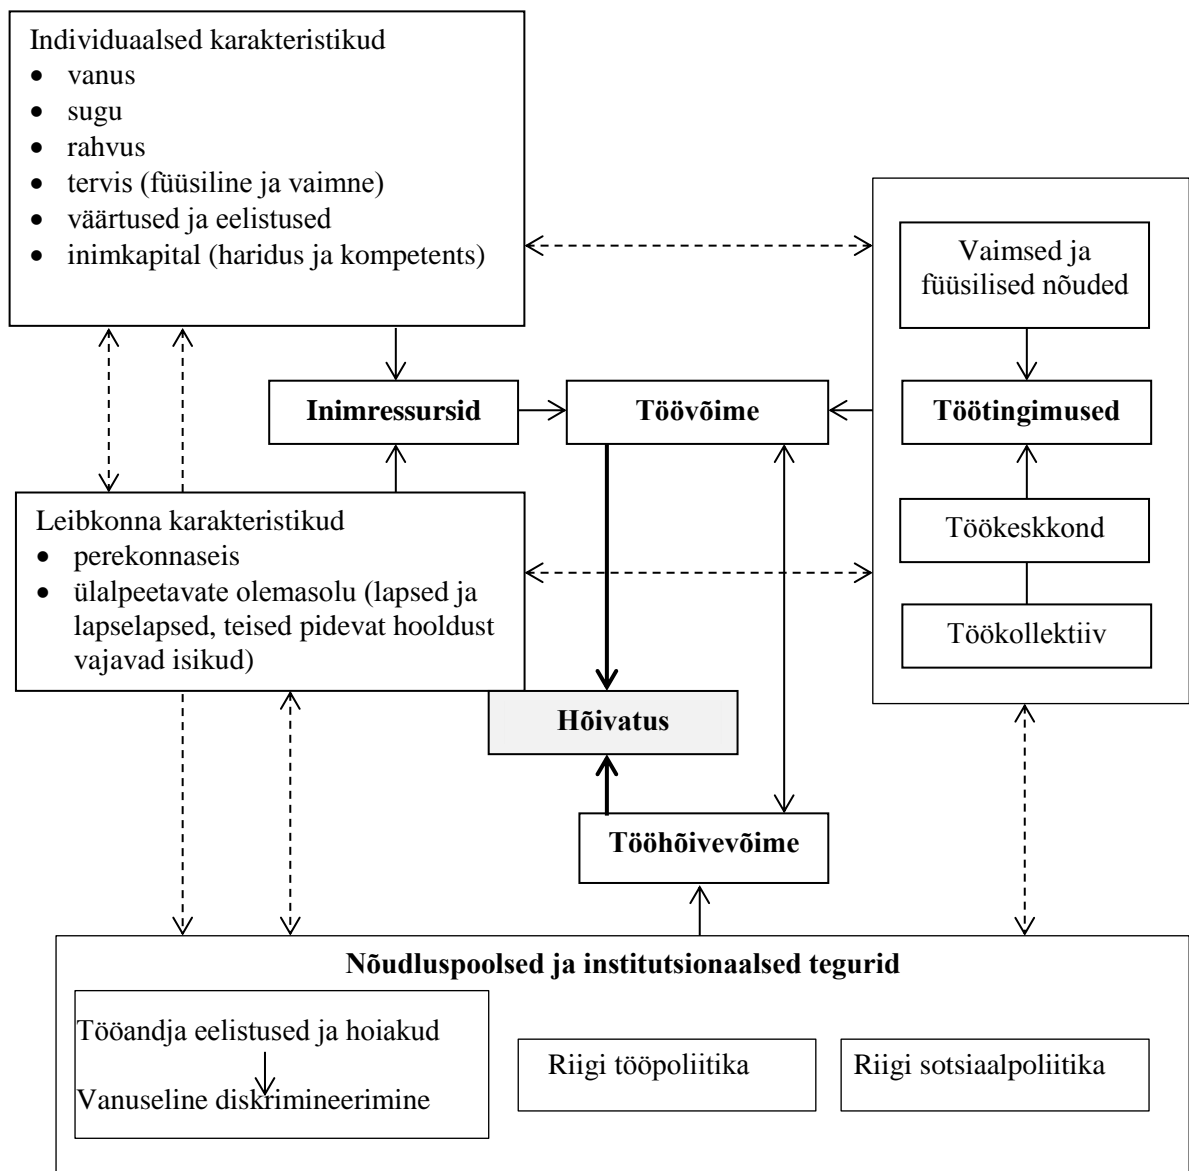 Individuaalsed karakteristikud
• vanus
• sugu
• rahvus
• tervis (füüsiline ja vaimne)
• väärtused ja eelistused
• inimkapital (haridus ja kompetents)
Vaimsed ja
füüsilised nõuded
Inimressursid
Töövõime
Töötingimused
Leibkonna karakteristikud
• perekonnaseis
• ülalpeetavate olemasolu (lapsed ja
lapselapsed, teised pidevat hooldust
vajavad isikud)
Töökeskkond
Töökollektiiv
Hõivatus
Tööhõivevõime
Nõudluspoolsed ja institutsionaalsed tegurid
Tööandja eelistused ja hoiakud
Vanuseline diskrimineerimine
Riigi tööpoliitika
Riigi sotsiaalpoliitika